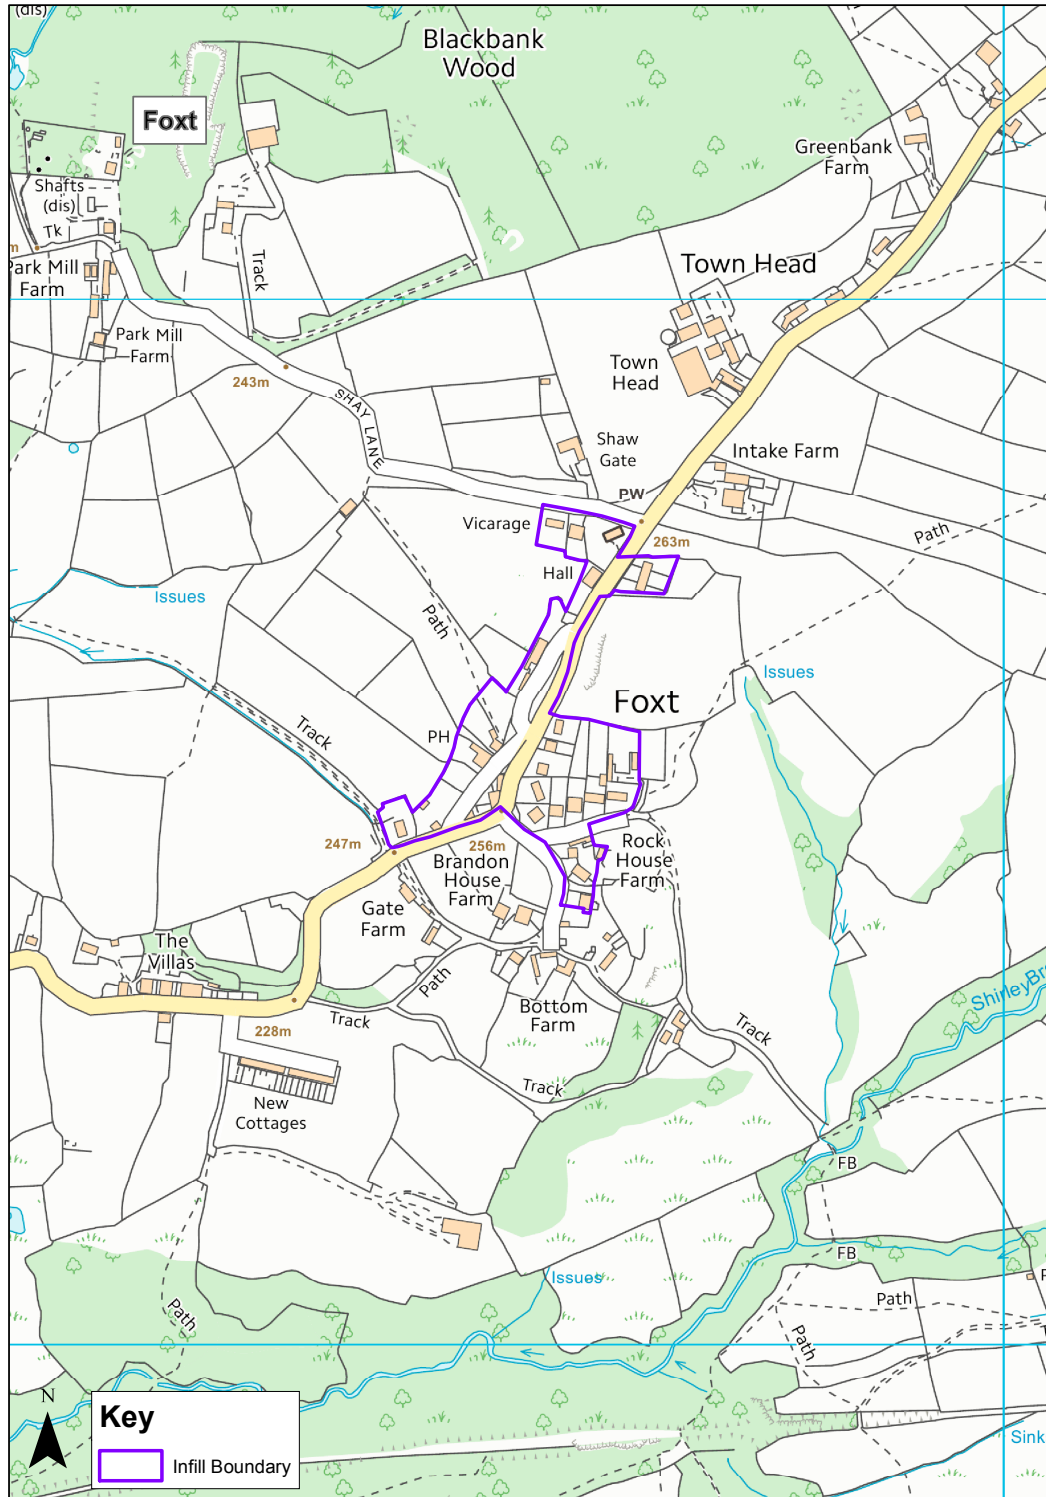 (dis)
Blackbank
Wood
Foxt
Greenbank
Farm
Shafts
(dis)
Tk
Park Mill
Farm
Track
Town Head
Park Mill
Farm
243m
SHAY LANE
Town
Head
Shaw
Gate
Intake Farm
PW
Vicarage
263m
Path
Hall
Issues
Path
Issues
Foxt
Track
PH
247m
256m
Rock
House
Farm
Brandon
House
Farm
Gate
Farm
The
Villas
Path
Bottom
Farm
228m
Track
Track
Track
New
Cottages
FB
FB
Issues
Path
Path
Path
N
Key
Infill Boundary
Sink